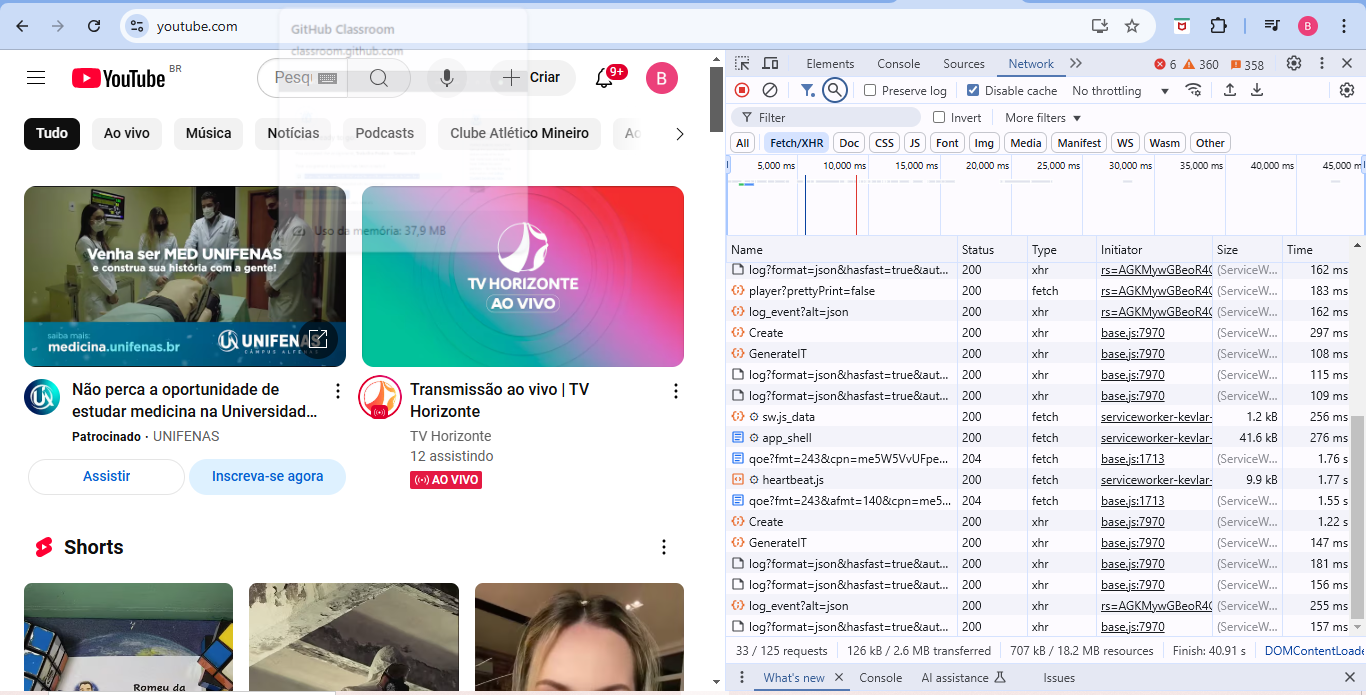 youtube.com
GitHub Classroom
classroom.github.com
Uso da memória: 37,9 MB
B
YouTube BR
Pesq
Criar
9+
B
Tudo
Ao vivo
Música
Notícias
Podcasts
Clube Atlético Mineiro
Ao
Venha ser MED UNIFENAS
e construa sua história com a gente!
saiba mais:
medicina.unifenas.br
UNIFENAS
TV HORIZONTE
AO VIVO
Não perca a oportunidade de
estudar medicina na Universidad...
Patrocinado · UNIFENAS
Assistir
Inscreva-se agora
Transmissão ao vivo | TV
Horizonte
TV Horizonte
12 assistindo
AO VIVO
Shorts
Romeu da
Elements Console Sources Network 6 360 358
Preserve log Disable cache No throttling
Filter Invert More filters
All Fetch/XHR Doc CSS JS Font Img Media Manifest WS Wasm Other
5,000 ms 10,000 ms 15,000 ms 20,000 ms 25,000 ms 30,000 ms 35,000 ms 40,000 ms 45,000 m
Name Status Type Initiator Size Time
log?format=json&hasfast=true&aut... 200 xhr rs=AGKMywGBeoR4C (ServiceW... 162 ms
player?prettyPrint=false 200 fetch rs=AGKMywGBeoR4C (ServiceW... 183 ms
log_event?alt=json 200 fetch rs=AGKMywGBeoR4C (ServiceW... 162 ms
Create 200 xhr base.js:7970 (ServiceW... 297 ms
GenerateIT 200 xhr base.js:7970 (ServiceW... 108 ms
log?format=json&hasfast=true&aut... 200 xhr base.js:7970 (ServiceW... 115 ms
log?format=json&hasfast=true&aut... 200 xhr base.js:7970 (ServiceW... 109 ms
sw.js_data 200 fetch serviceworker-kevlar- 1.2 kB 256 ms
app_shell 200 fetch serviceworker-kevlar- 41.6 kB 276 ms
qoe?fmt=243&cpn=me5W5VvUFpe... 204 fetch base.js:1713 (ServiceW... 1.76 s
heartbeat.js 200 fetch serviceworker-kevlar- 9.9 kB 1.77 s
qoe?fmt=243&afmt=140&cpn=me5... 204 fetch base.js:1713 (ServiceW... 1.55 s
Create 200 xhr base.js:7970 (ServiceW... 1.22 s
GenerateIT 200 xhr base.js:7970 (ServiceW... 147 ms
log?format=json&hasfast=true&aut... 200 xhr base.js:7970 (ServiceW... 181 ms
log?format=json&hasfast=true&aut... 200 xhr base.js:7970 (ServiceW... 156 ms
log_event?alt=json 200 fetch rs=AGKMywGBeoR4C (ServiceW... 255 ms
log?format=json&hasfast=true&aut... 200 xhr base.js:7970 (ServiceW... 157 ms
33 / 125 requests 126 kB / 2.6 MB transferred 707 kB / 18.2 MB resources Finish: 40.91 s DOMContentLoade
What's new Console AI assistance Issues